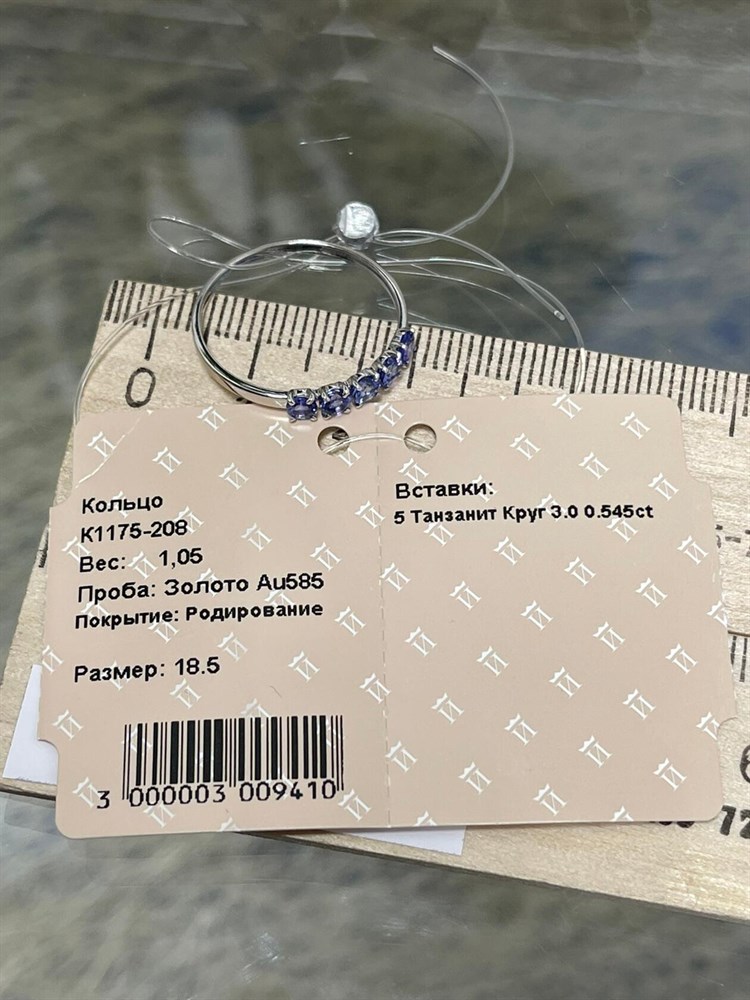 0
Кольцо
К1175-208
Вес: 1,05
Проба: Золото Au585
Покрытие: Родирование
Размер: 18.5
3 000003 009410
Вставки:
5 Танзанит Круг 3.0 0.545ct
6